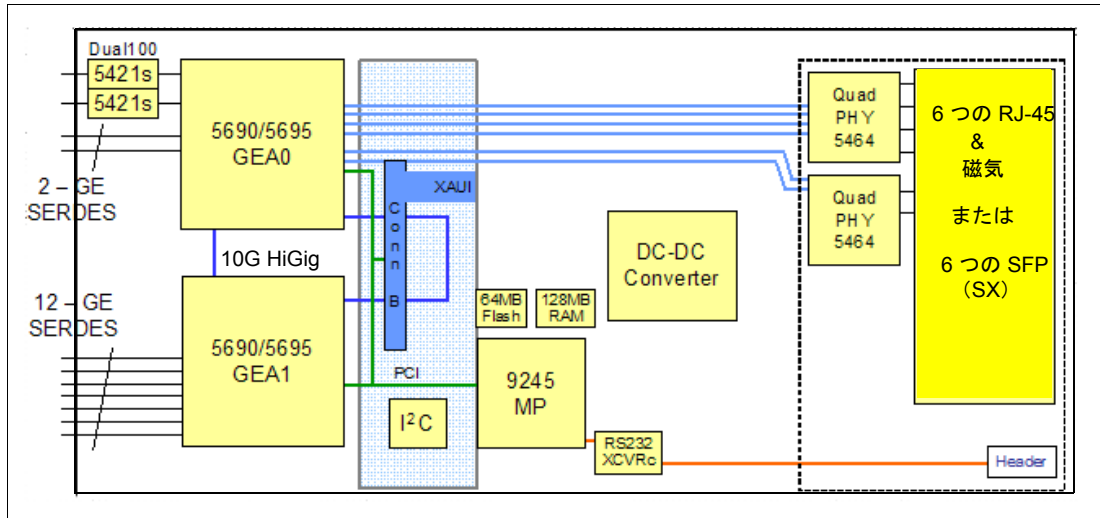 Dual100
5421s
5421s
5690/5695
GEA0
2 – GE
SERDES
10G HiGig
12 – GE
SERDES
5690/5695
GEA1
XAUI
Conn B
PCI
I²C
64MB
Flash
128MB
RAM
9245
MP
DC-DC
Converter
RS232
XCVRc
Quad
PHY
5464
Quad
PHY
5464
6 つの RJ-45
&
磁気
または
6 つの SFP
（SX）
Header